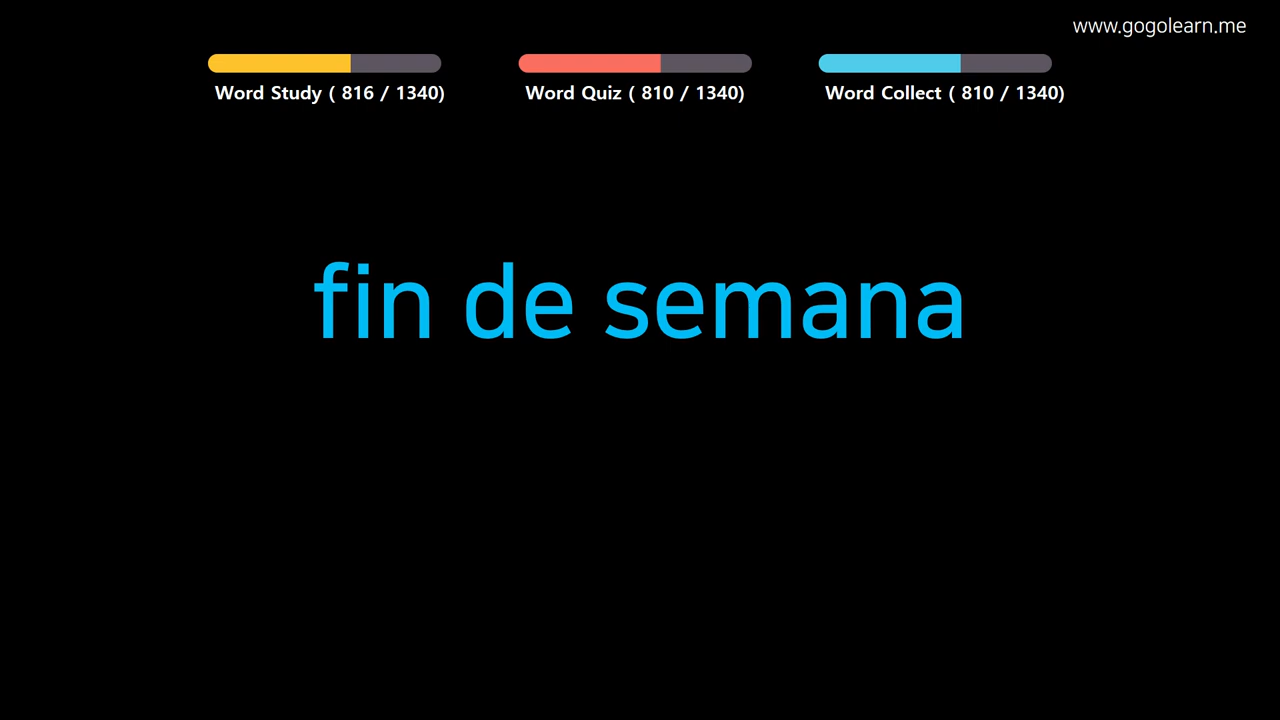 www.gogolearn.me
Word Study ( 816 / 1340)
Word Quiz ( 810 / 1340)
Word Collect ( 810 / 1340)
fin de semana